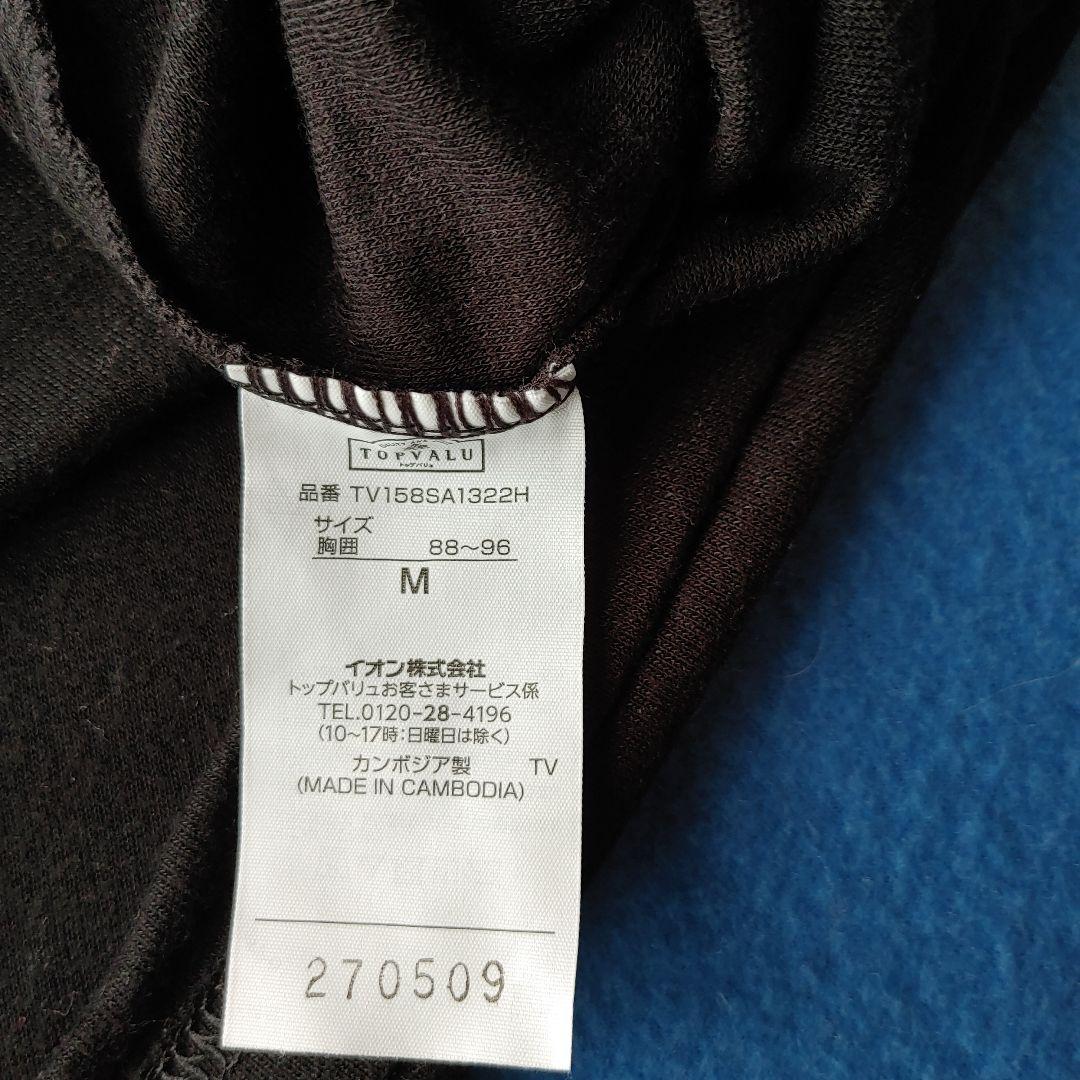 TOPVALU
トップバリュ
品番 TV158SA1322H
サイズ
胸囲 88～96
M
イオン株式会社
トップバリュお客さまサービス係
TEL.0120-28-4196
(10～17時:日曜日は除く)
カンボジア製 TV
(MADE IN CAMBODIA)
270509